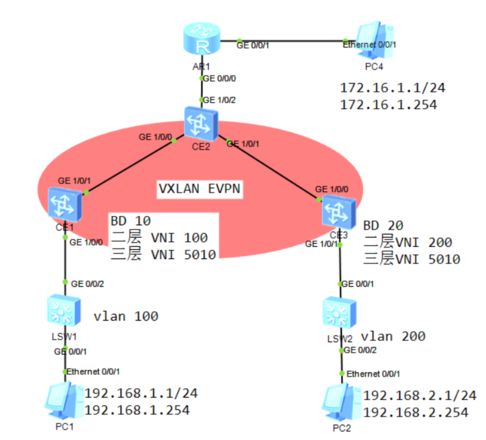 GE 0/0/1
Ethernet 0/0/1
AR1
PC4
GE 0/0/0
172.16.1.1/24
172.16.1.254
GE 1/0/2
CE2
GE 1/0/0
GE 1/0/1
GE 1/0/1
VXLAN EVPN
GE 1/0/0
CE1
BD 10
二层 VNI 100
三层 VNI 5010
GE 1/0/0
CE3
GE 1/0/1
BD 20
二层VNI 200
三层VNI 5010
GE 0/0/2
vlan 100
LSW1
GE 0/0/1
GE 0/0/1
vlan 200
LSW2
GE 0/0/2
Ethernet 0/0/1
192.168.1.1/24
192.168.1.254
PC1
Ethernet 0/0/1
192.168.2.1/24
192.168.2.254
PC2